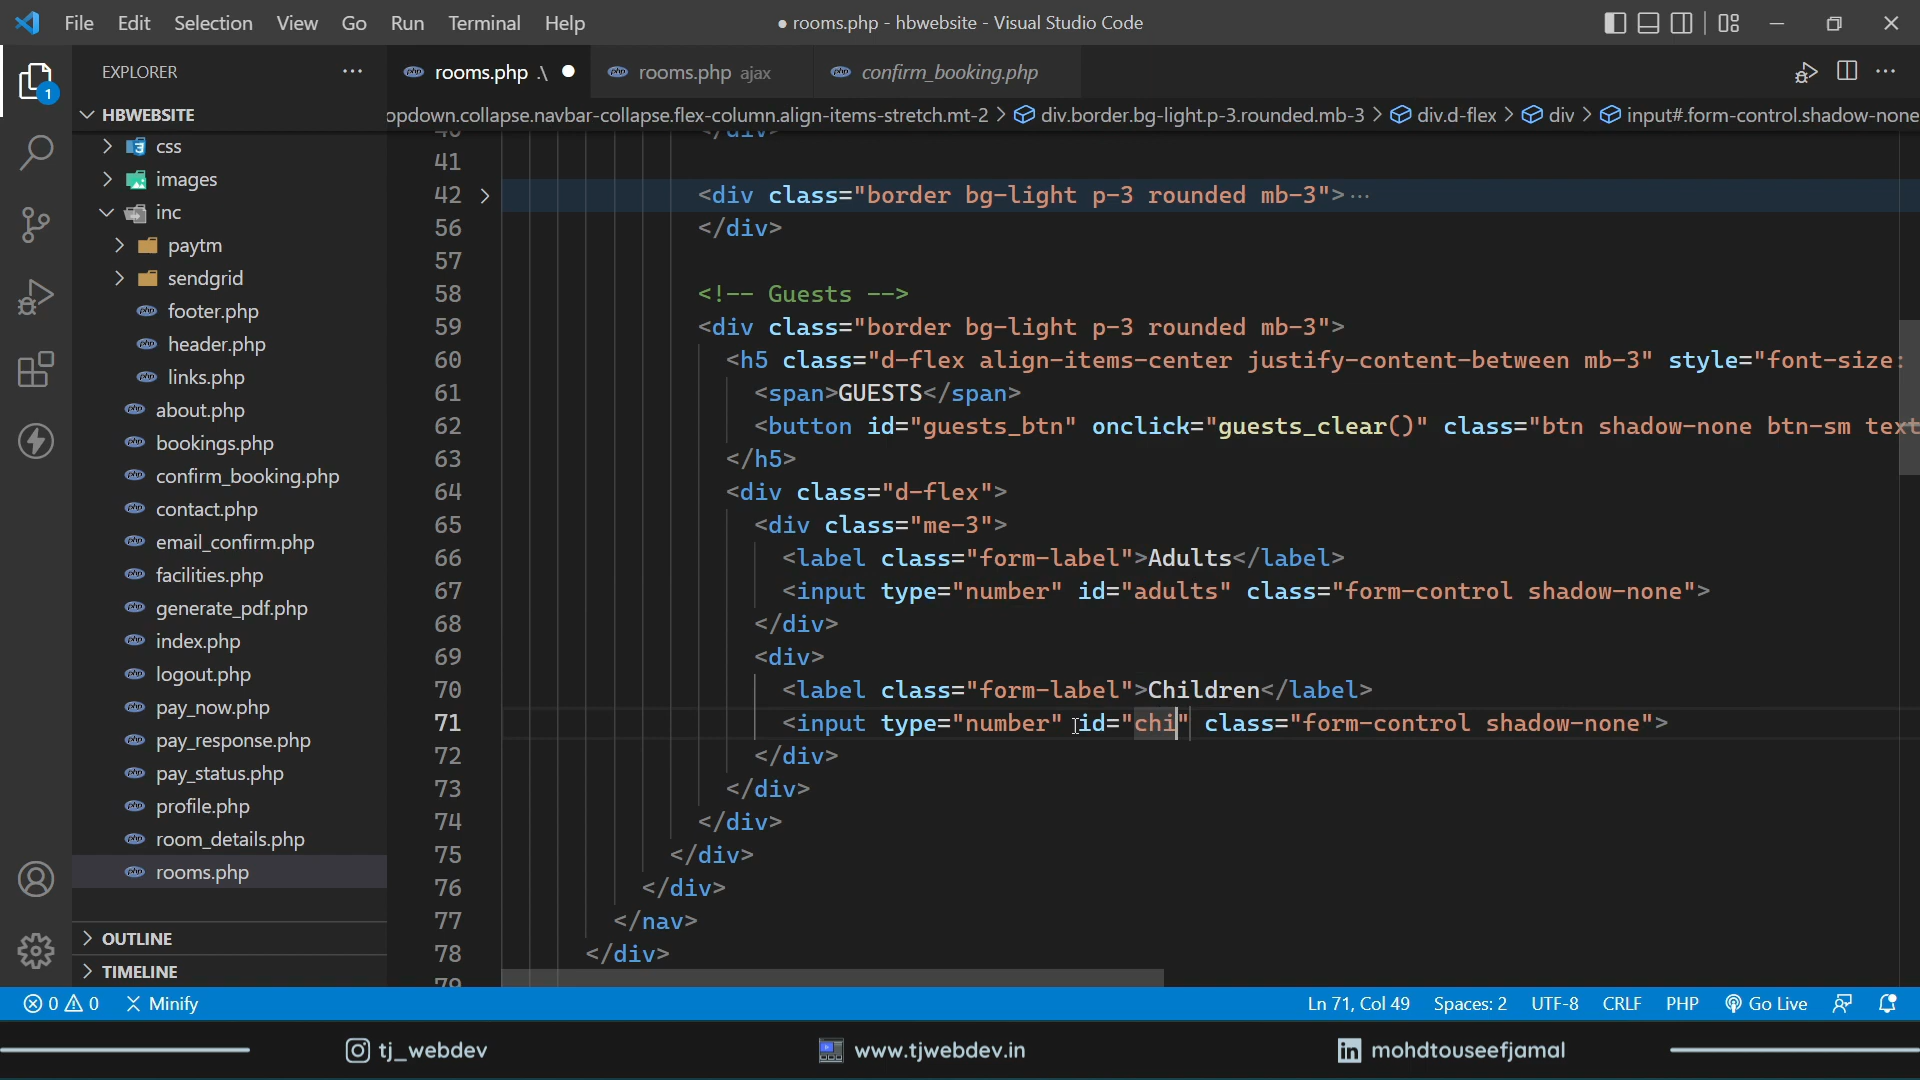 File Edit Selection View Go Run Terminal Help
● rooms.php - hbwebsite - Visual Studio Code
EXPLORER
rooms.php .\
rooms.php ajax
confirm_booking.php
HBWEBSITE
opdown.collapse.navbar-collapse.flex-column.align-items-stretch.mt-2 > div.border.bg-light.p-3.rounded.mb-3 > div.d-flex > div > input#.form-control.shadow-none
css
images
inc
paytm
sendgrid
footer.php
header.php
links.php
about.php
bookings.php
confirm_booking.php
contact.php
email_confirm.php
facilities.php
generate_pdf.php
index.php
logout.php
pay_now.php
pay_response.php
pay_status.php
profile.php
room_details.php
rooms.php
OUTLINE
TIMELINE
40 </div>
41
42 <div class="border bg-light p-3 rounded mb-3">…
56 </div>
57
58 <!-- Guests -->
59 <div class="border bg-light p-3 rounded mb-3">
60 <h5 class="d-flex align-items-center justify-content-between mb-3" style="font-size:
61 <span>GUESTS</span>
62 <button id="guests_btn" onclick="guests_clear()" class="btn shadow-none btn-sm text
63 </h5>
64 <div class="d-flex">
65 <div class="me-3">
66 <label class="form-label">Adults</label>
67 <input type="number" id="adults" class="form-control shadow-none">
68 </div>
69 <div>
70 <label class="form-label">Children</label>
71 <input type="number" id="chi" class="form-control shadow-none">
72 </div>
73 </div>
74 </div>
75 </div>
76 </div>
77 </nav>
78 </div>
79
1
0 0 Minify
Ln 71, Col 49 Spaces: 2 UTF-8 CRLF PHP Go Live
tj_webdev
www.tjwebdev.in
mohdtouseefjamal